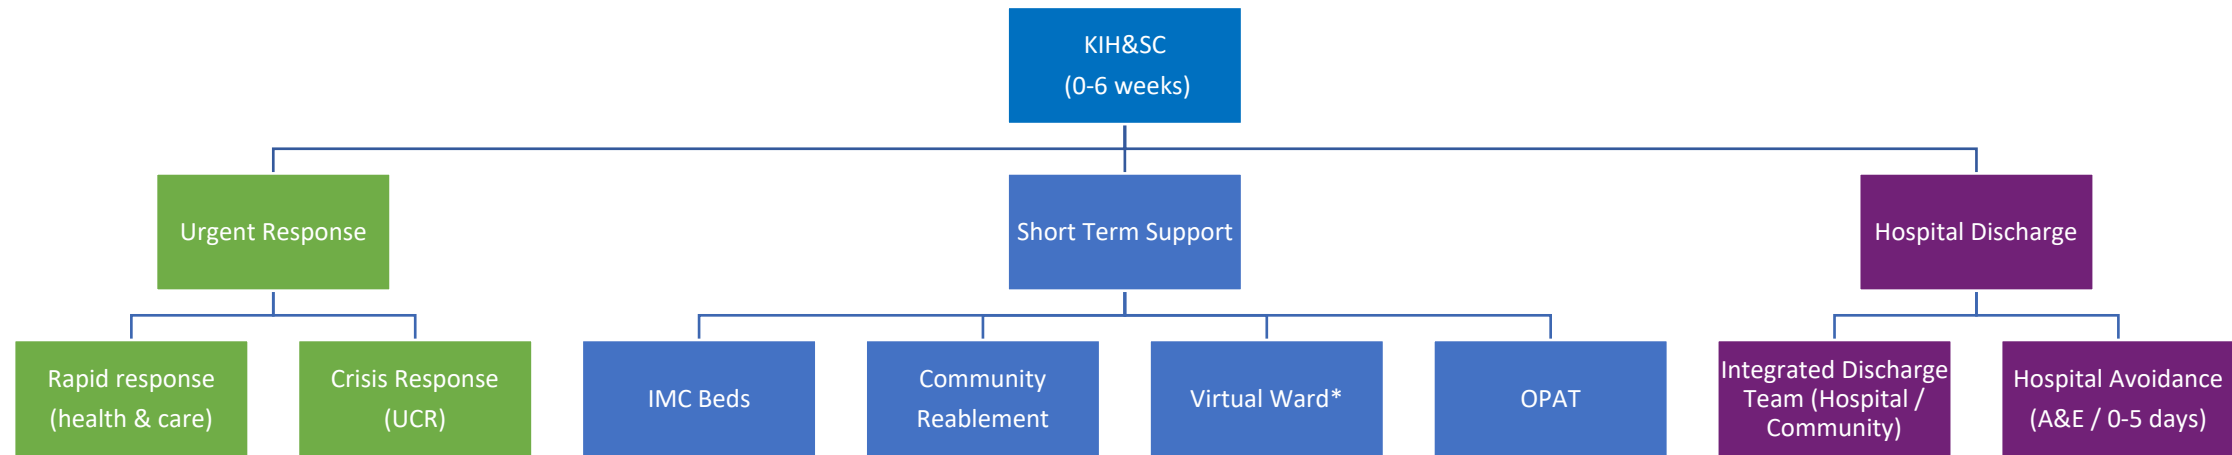 KIH&SC
(0-6 weeks)
Urgent Response
Short Term Support
Hospital Discharge
Rapid response
(health & care)
Crisis Response
(UCR)
IMC Beds
Community
Reablement
Virtual Ward*
OPAT
Integrated Discharge
Team (Hospital /
Community)
Hospital Avoidance
(A&E / 0-5 days)